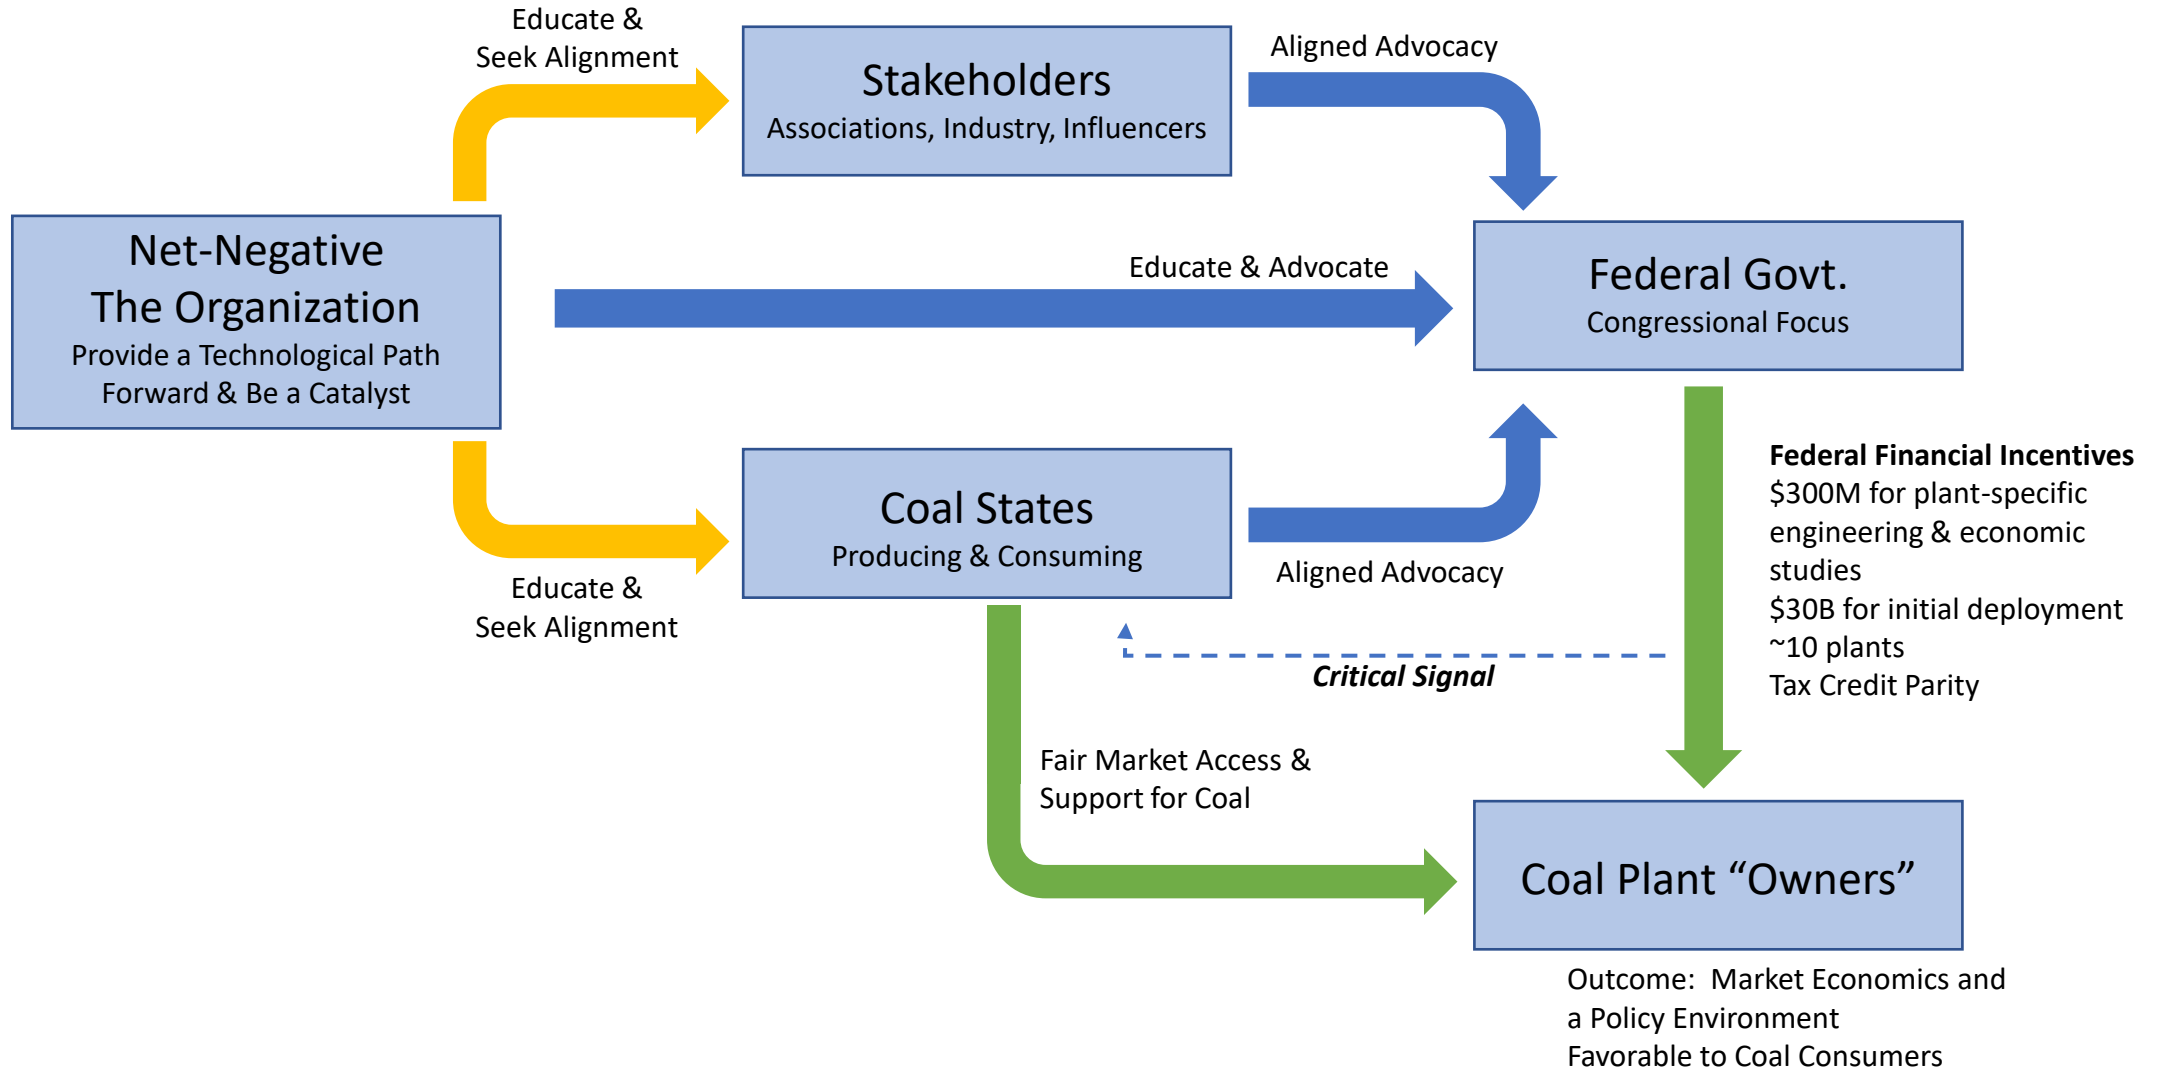 Educate &
Seek Alignment
Stakeholders
Associations, Industry, Influencers
Aligned Advocacy
Net-Negative
The Organization
Provide a Technological Path
Forward & Be a Catalyst
Educate & Advocate
Federal Govt.
Congressional Focus
Coal States
Producing & Consuming
Educate &
Seek Alignment
Aligned Advocacy
Federal Financial Incentives
$300M for plant-specific
engineering & economic
studies
$30B for initial deployment
~10 plants
Tax Credit Parity
Critical Signal
Fair Market Access &
Support for Coal
Coal Plant “Owners”
Outcome:  Market Economics and
a Policy Environment
Favorable to Coal Consumers